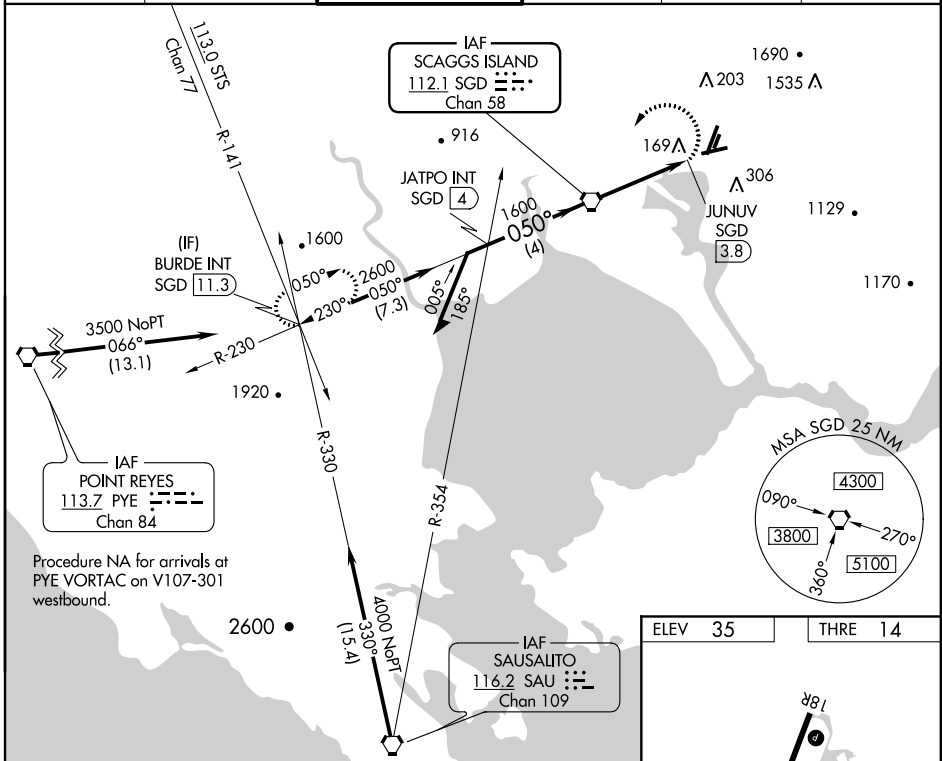 113.0 STS
Chan 77
R-141
IAF
SCAGGS ISLAND
112.1 SGD
Chan 58
1690
203
1535
916
169
306
JATPO INT
SGD 4
1600
050°
(4)
JUNUV
SGD
3.8
1129
1170
(IF)
BURDE INT
SGD 11.3
1600
050°
230°
2600
050°
(7.3)
005°
185°
3500 NoPT
066°
(13.1)
R-230
1920
R-330
R-354
IAF
POINT REYES
113.7 PYE
Chan 84
Procedure NA for arrivals at
PYE VORTAC on V107-301
westbound.
2600
4000 NoPT
330°
(15.4)
IAF
SAUSALITO
116.2 SAU
Chan 109
MSA SGD 25 NM
4300
090°
3800
270°
5100
360°
ELEV 35
THRE 14
18R
P